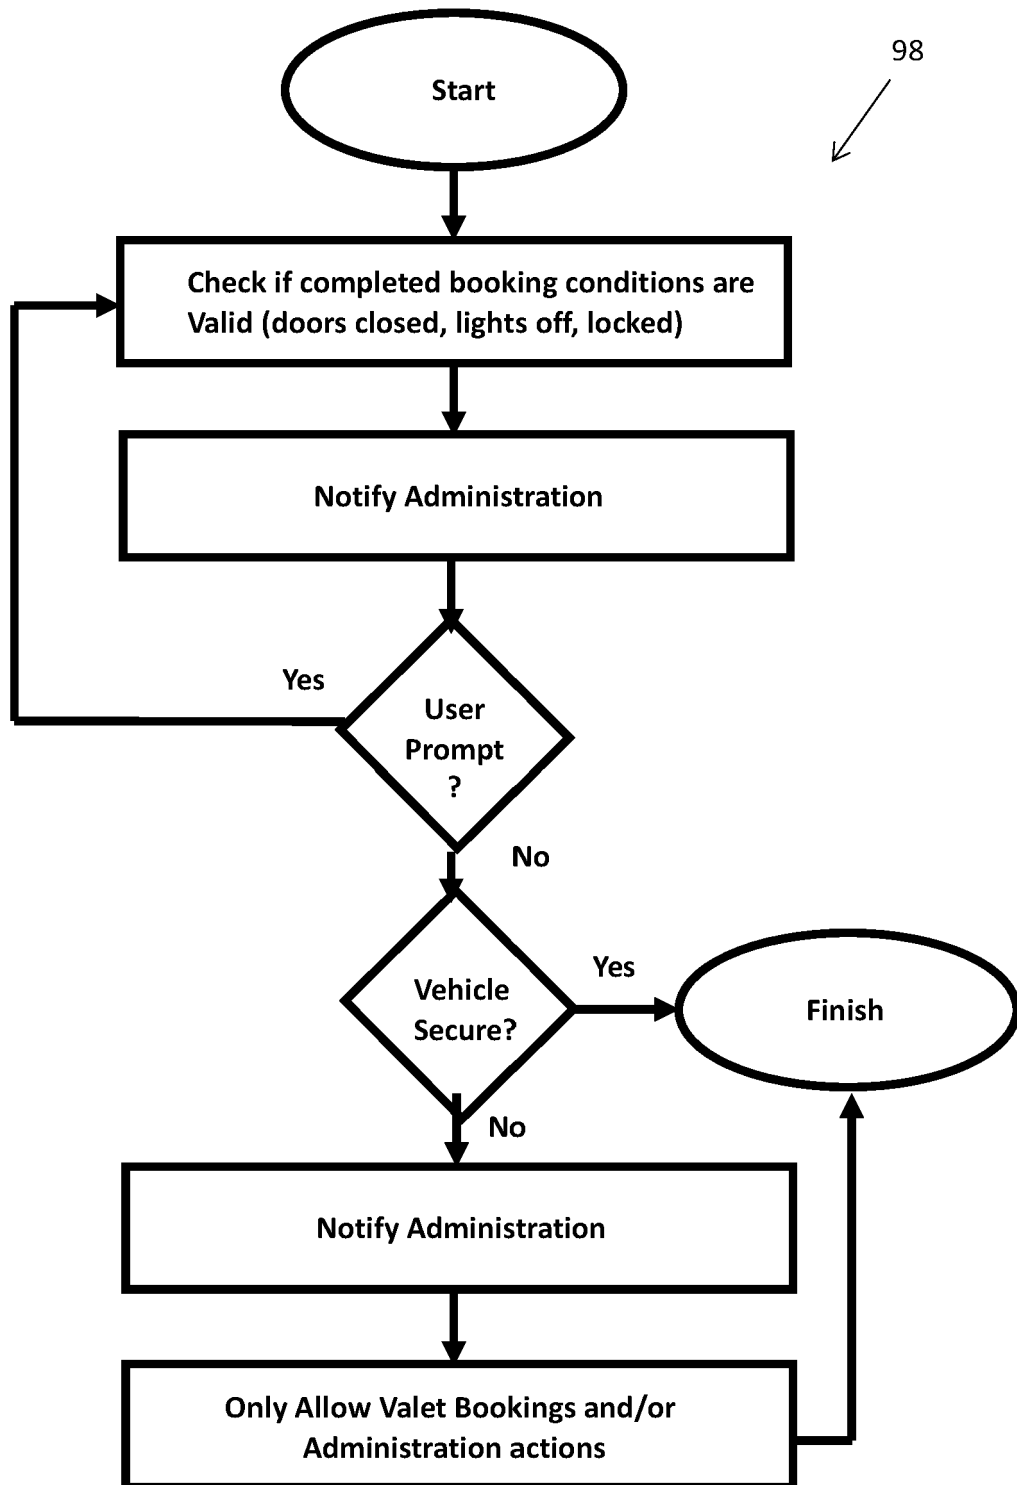 98
Start
Check if completed booking conditions are
Valid (doors closed, lights off, locked)
Notify Administration
Yes
User
Prompt
?
No
Vehicle
Secure?
Yes
Finish
No
Notify Administration
Only Allow Valet Bookings and/or
Administration actions